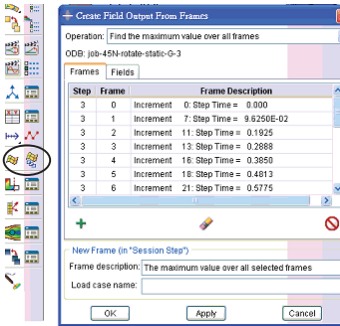 Create Field Output From Frames
Operation: Find the maximum value over all frames
ODB: job-45N-rotate-static-G-3
Frames Fields
Step Frame Frame Description
3 0 Increment 0: Step Time = 0.000
3 1 Increment 7: Step Time = 9.6250E-02
3 2 Increment 11: Step Time = 0.1925
3 3 Increment 13: Step Time = 0.2888
3 4 Increment 16: Step Time = 0.3850
3 5 Increment 18: Step Time = 0.4813
3 6 Increment 21: Step Time = 0.5775
New Frame (in "Session Step")
Frame description: The maximum value over all selected frames
Load case name:
OK Apply Cancel